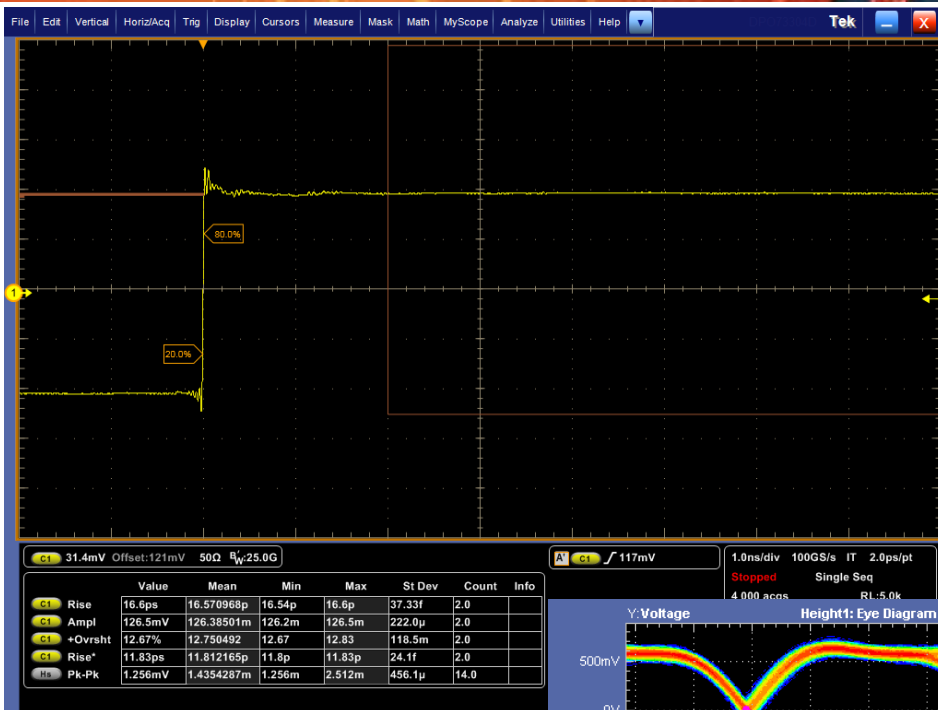 File Edit Vertical Horiz/Acq Trig Display Cursors Measure Mask Math MyScope Analyze Utilities Help Tek X
80.0%
1
20.0%
C1 31.4mV Offset:121mV 50Ω BW:25.0G
A' C1 117mV
1.0ns/div 100GS/s IT 2.0ps/pt
Stopped Single Seq
4 000 acqs RL:5.0k
Value Mean Min Max St Dev Count Info
C1 Rise 16.6ps 16.570968p 16.54p 16.6p 37.33f 2.0
C1 Ampl 126.5mV 126.38501m 126.2m 126.5m 222.0µ 2.0
C1 +Ovrsht 12.67% 12.750492 12.67 12.83 118.5m 2.0
C1 Rise* 11.83ps 11.812165p 11.8p 11.83p 24.1f 2.0
Hs Pk-Pk 1.256mV 1.4354287m 1.256m 2.512m 456.1µ 14.0
Y:Voltage Height1: Eye Diagram
500mV
0V